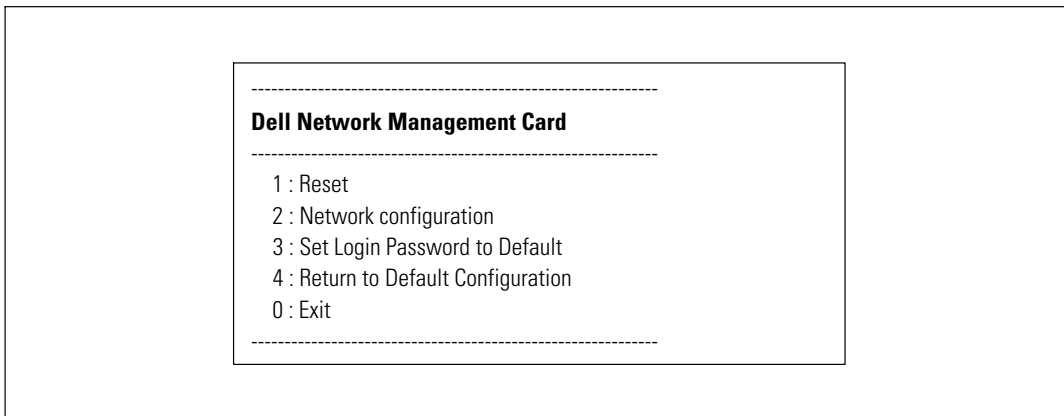 -------------------------------------------------------------
Dell Network Management Card
-------------------------------------------------------------
1 : Reset
2 : Network configuration
3 : Set Login Password to Default
4 : Return to Default Configuration
0 : Exit
-------------------------------------------------------------